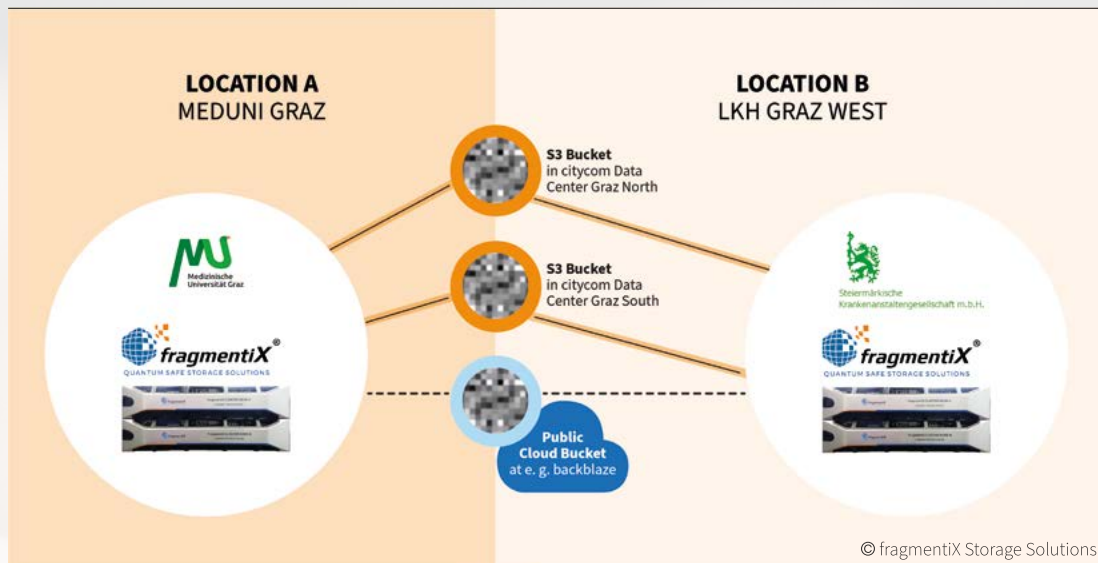 LOCATION A
MEDUNI GRAZ
LOCATION B
LKH GRAZ WEST
S3 Bucket
in citycom Data
Center Graz North
MU
Medizinische
Universität Graz
S3 Bucket
in citycom Data
Center Graz South
Steiermärkische
Krankenanstaltengesellschaft m.b.H.
fragmentiX®
QUANTUM SAFE STORAGE SOLUTIONS
fragmentiX®
QUANTUM SAFE STORAGE SOLUTIONS
Public
Cloud Bucket
at e. g. backblaze
© fragmentiX Storage Solutions